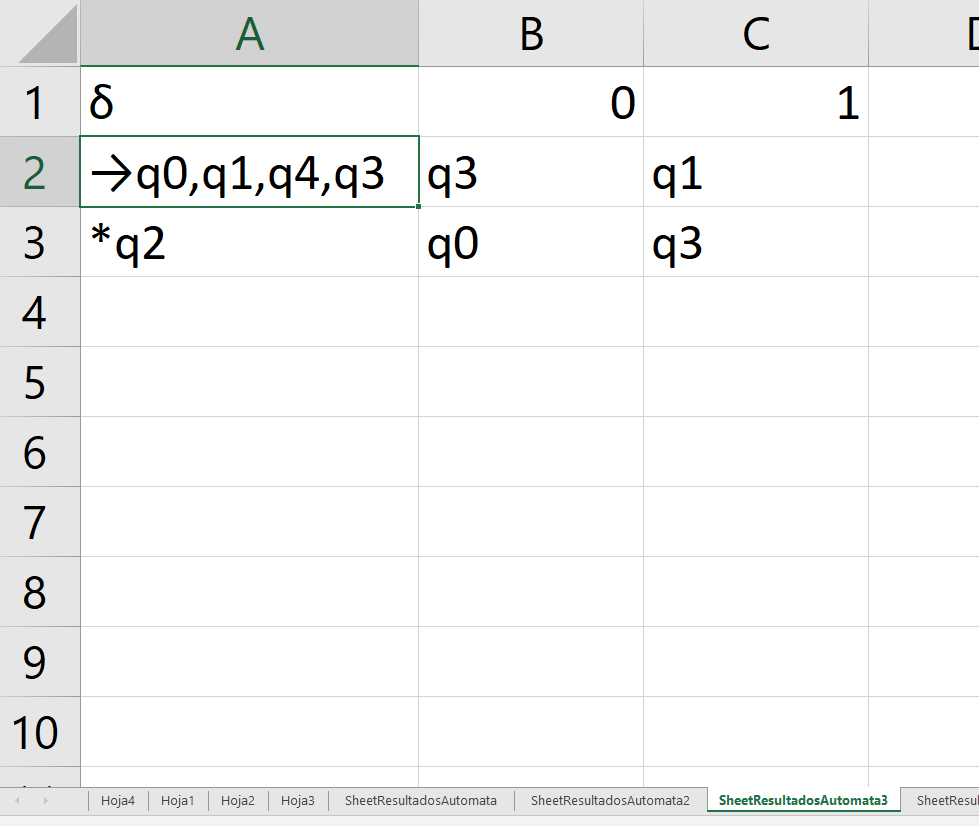 A B C
1 δ 0 1
2 →q0,q1,q4,q3 q3 q1
3 *q2 q0 q3
4
5
6
7
8
9
10
Hoja4 Hoja1 Hoja2 Hoja3 SheetResultadosAutomata SheetResultadosAutomata2 SheetResultadosAutomata3